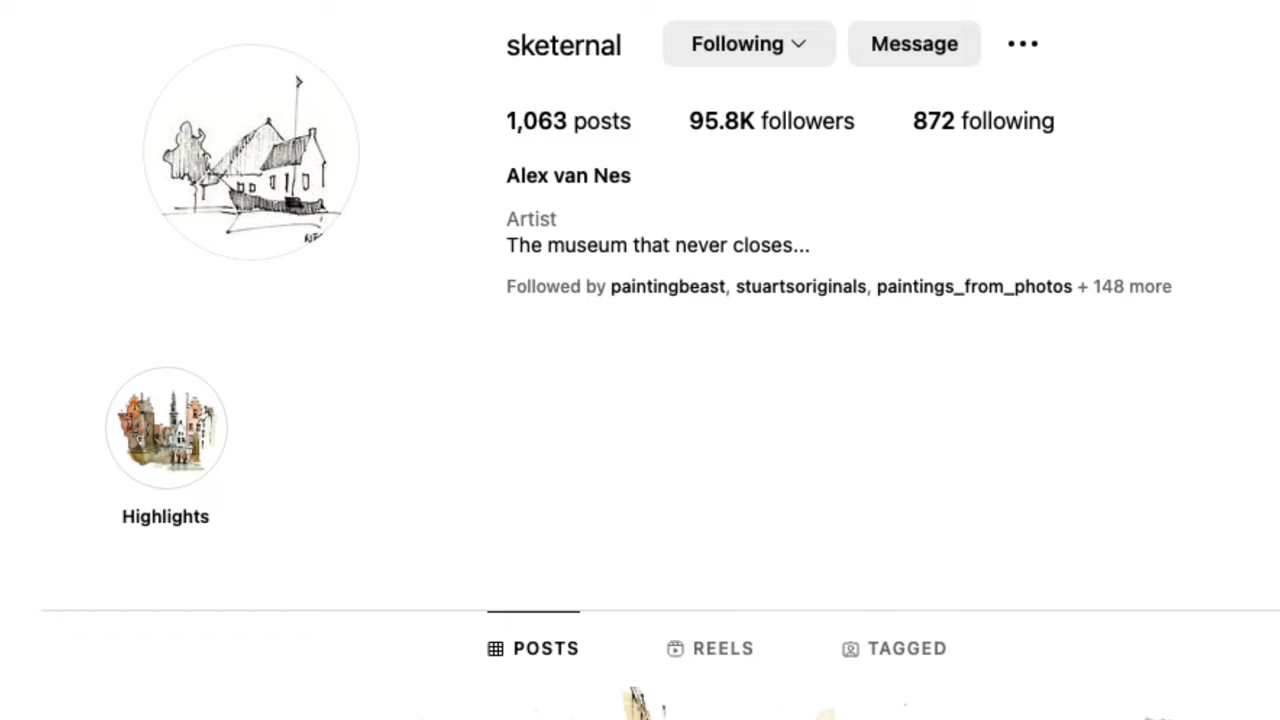 sketernal Following Message
1,063 posts 95.8K followers 872 following
Alex van Nes
Artist
The museum that never closes...
Followed by paintingbeast, stuartsoriginals, paintings_from_photos + 148 more
Highlights
POSTS REELS TAGGED